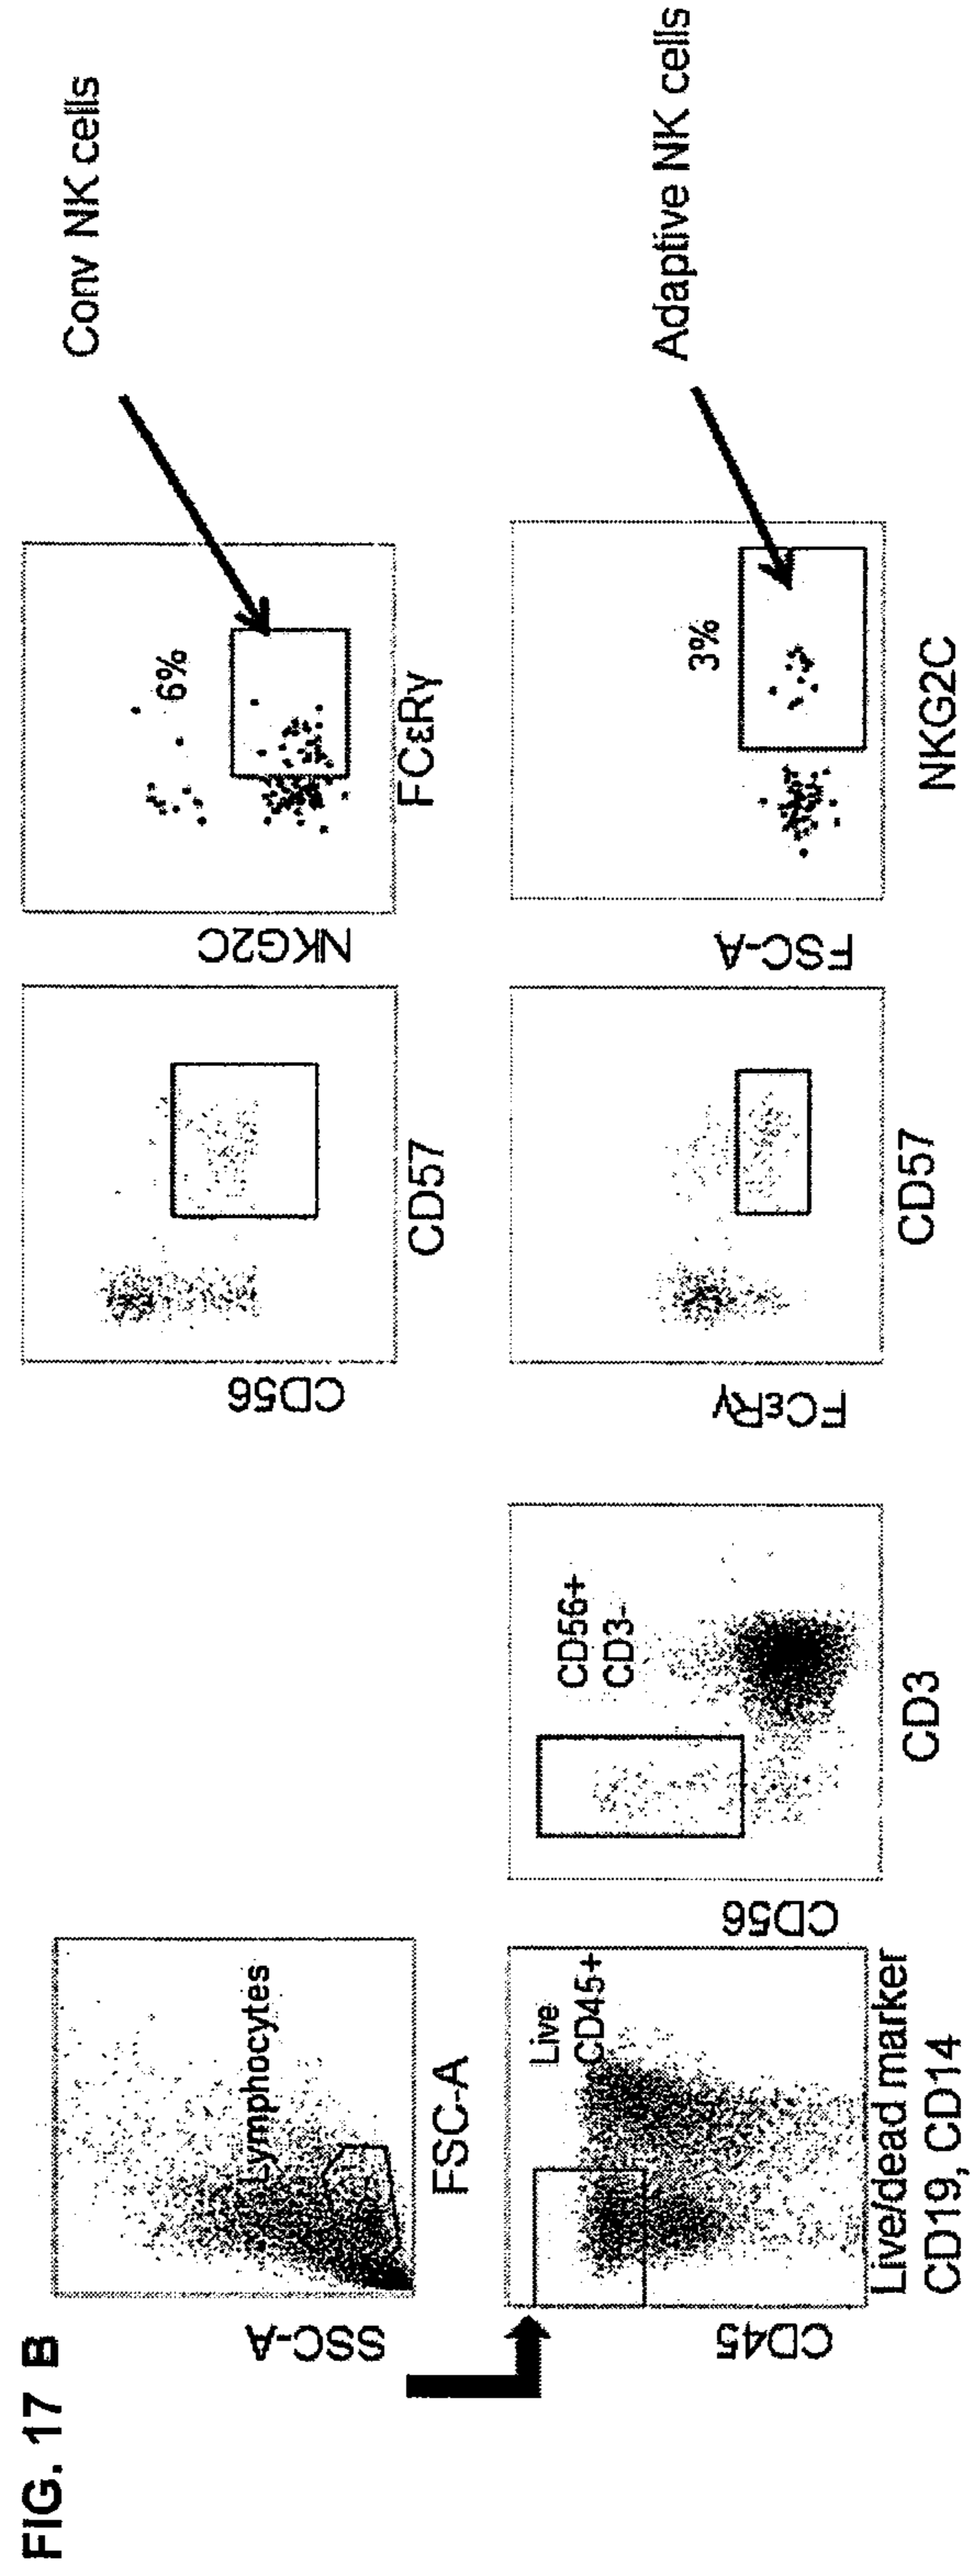 FIG. 17 B
SSC-A
Lymphocytes
FSC-A
CD45
Live
CD45+
Live/dead marker
CD19, CD14
CD56
CD56+
CD3-
CD3
CD56
CD57
NKG2C
6%
FCεRγ
Conv NK cells
FCεRγ
CD57
FSC-A
3%
NKG2C
Adaptive NK cells